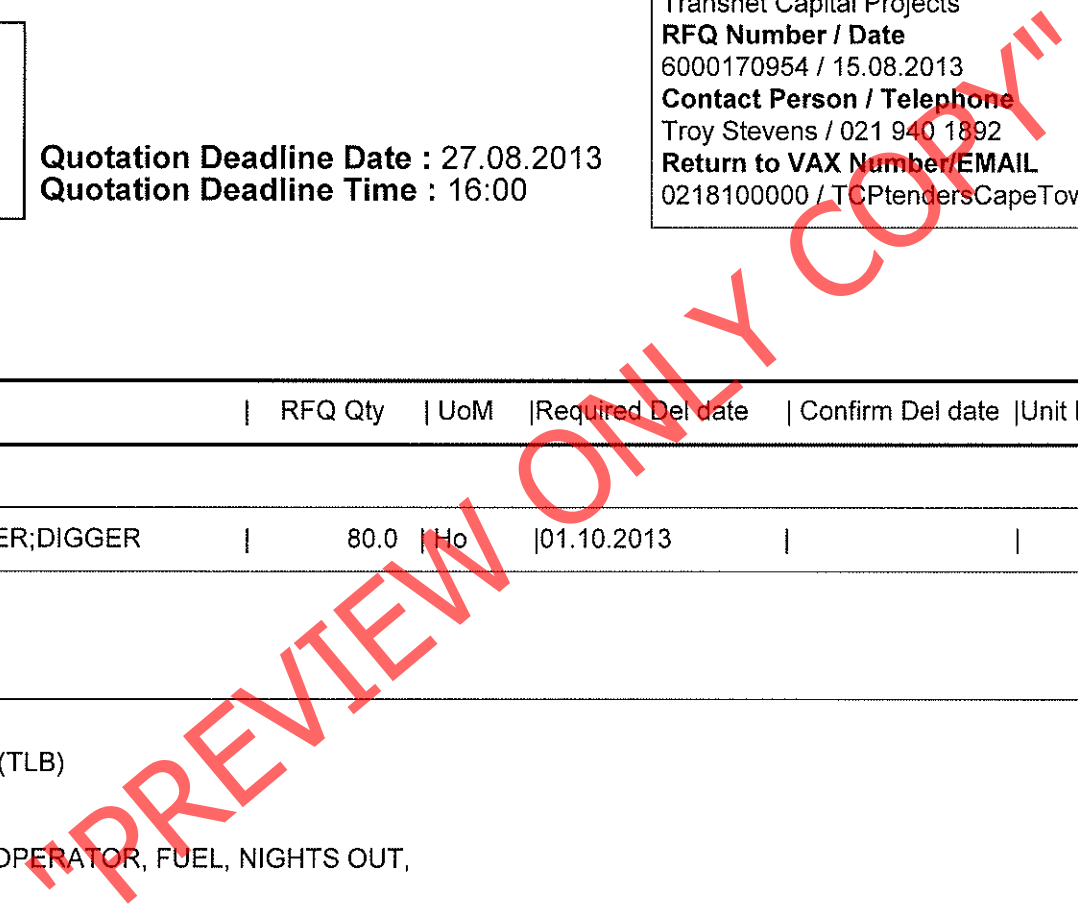 Transnet Capital Projects
RFQ Number / Date
6000170954 / 15.08.2013
Contact Person / Telephone
Troy Stevens / 021 940 1892
Return to VAX Number/EMAIL
0218100000 / TCPtendersCapeTow
Quotation Deadline Date : 27.08.2013
Quotation Deadline Time : 16:00
| RFQ Qty | UoM |Required Del date | Confirm Del date |Unit
ER;DIGGER | 80.0 | Ho |01.10.2013 | |
(TLB)
OPERATOR, FUEL, NIGHTS OUT,
"PREVIEW ONLY COPY"